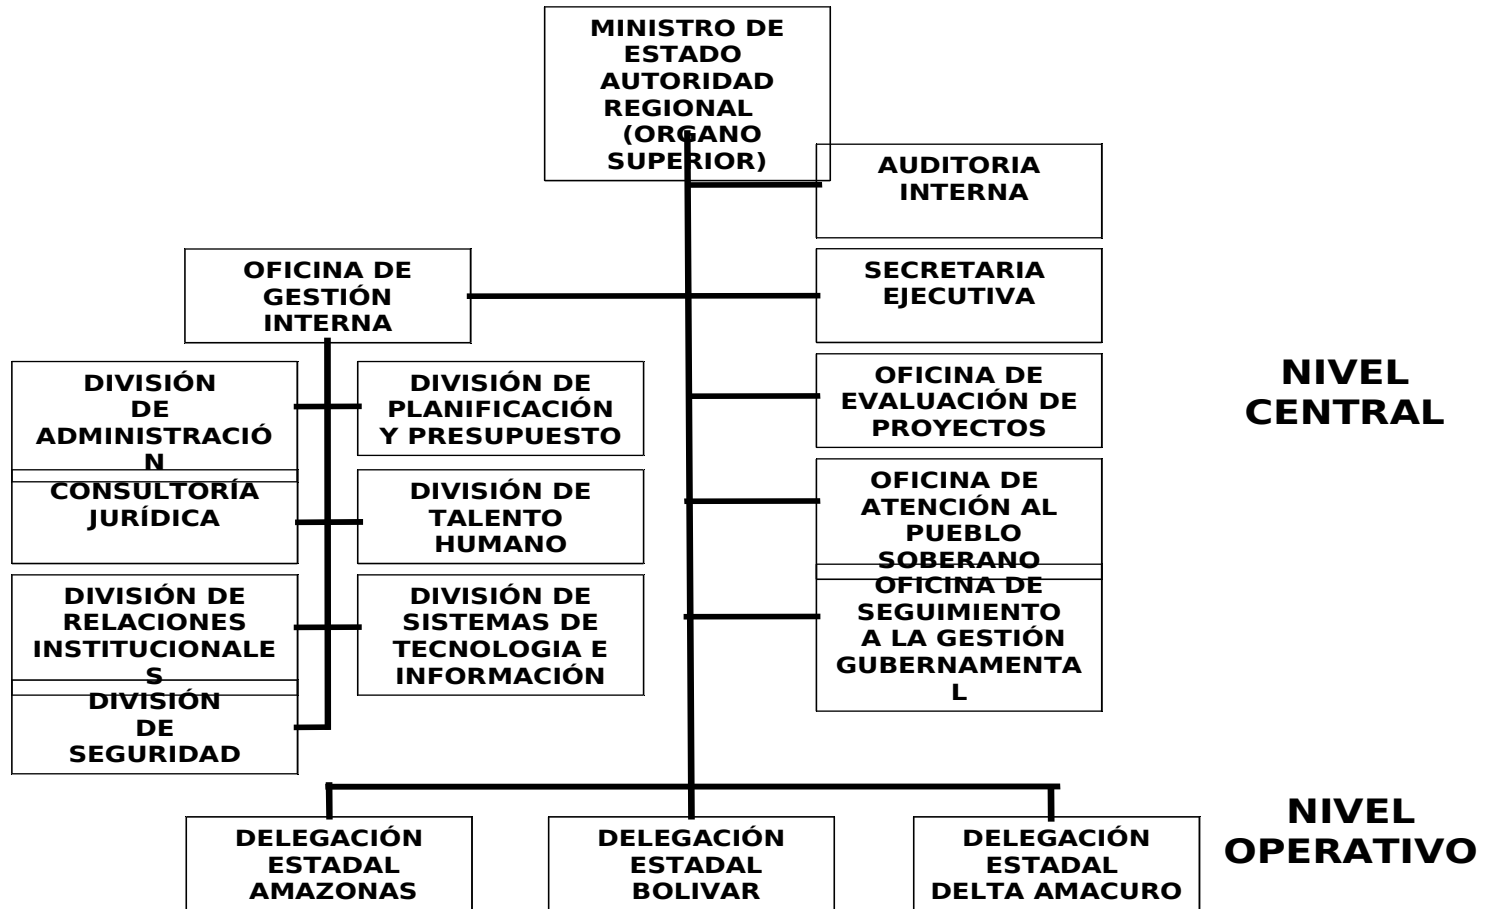 MINISTRO DE
ESTADO
AUTORIDAD
REGIONAL
(ORGANO
SUPERIOR)
AUDITORIA
INTERNA
OFICINA DE
GESTIÓN
INTERNA
SECRETARIA
EJECUTIVA
DIVISIÓN
DE
ADMINISTRACIÓ
N
DIVISIÓN DE
PLANIFICACIÓN
Y PRESUPUESTO
OFICINA DE
EVALUACIÓN DE
PROYECTOS
NIVEL
CENTRAL
CONSULTORÍA
JURÍDICA
DIVISIÓN DE
TALENTO
HUMANO
OFICINA DE
ATENCIÓN AL
PUEBLO
SOBERANO
DIVISIÓN DE
RELACIONES
INSTITUCIONALE
S
DIVISIÓN DE
SISTEMAS DE
TECNOLOGIA E
INFORMACIÓN
OFICINA DE
SEGUIMIENTO
A LA GESTIÓN
GUBERNAMENTA
L
DIVISIÓN
DE
SEGURIDAD
DELEGACIÓN
ESTADAL
AMAZONAS
DELEGACIÓN
ESTADAL
BOLIVAR
DELEGACIÓN
ESTADAL
DELTA AMACURO
NIVEL
OPERATIVO